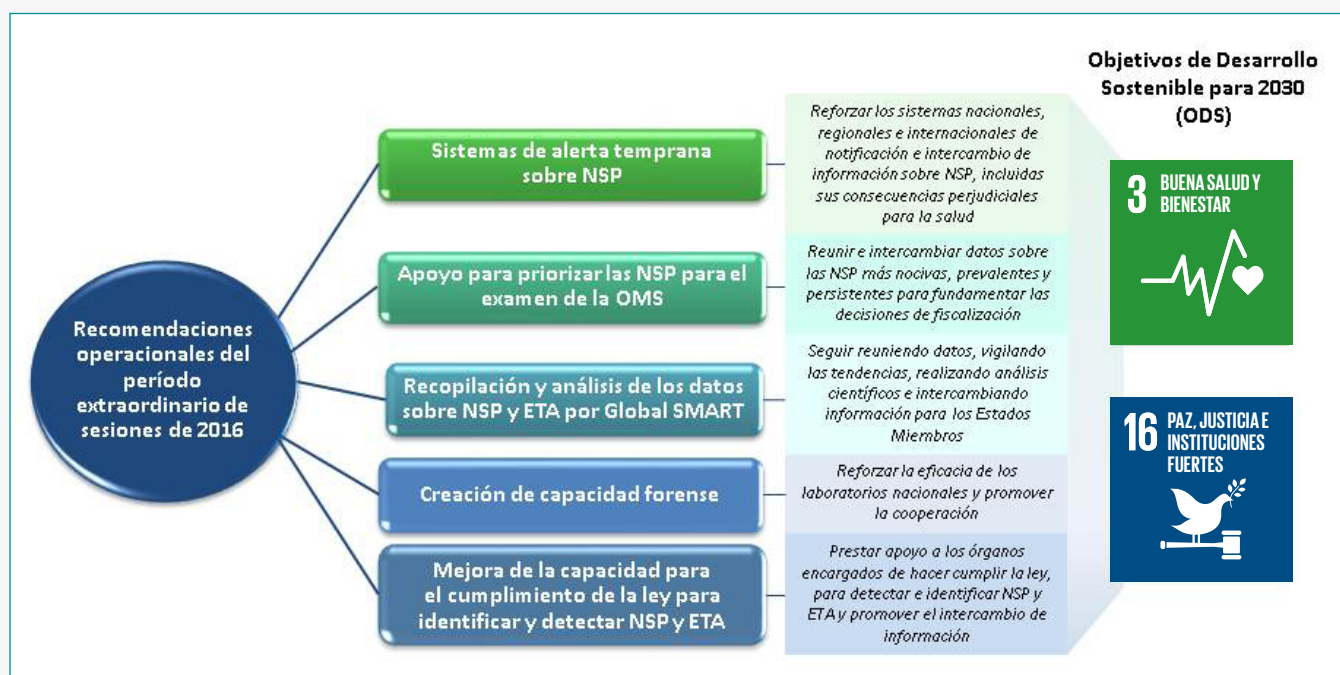 Recomendaciones
operacionales del
período
extraordinario de
sesiones de 2016
Sistemas de alerta temprana
sobre NSP
Reforzar los sistemas nacionales,
regionales e internacionales de
notificación e intercambio de
información sobre NSP, incluidas
sus consecuencias perjudiciales
para la salud
Apoyo para priorizar las NSP para el
examen de la OMS
Reunir e intercambiar datos sobre
las NSP más nocivas, prevalentes y
persistentes para fundamentar las
decisiones de fiscalización
Recopilación y análisis de los datos
sobre NSP y ETA por Global SMART
Seguir reuniendo datos, vigilando
las tendencias, realizando análisis
científicos e intercambiando
información para los Estados
Miembros
Creación de capacidad forense
Reforzar la eficacia de los
laboratorios nacionales y promover
la cooperación
Mejora de la capacidad para
el cumplimiento de la ley para
identificar y detectar NSP y ETA
Prestar apoyo a los órganos
encargados de hacer cumplir la ley,
para detectar e identificar NSP y
ETA y promover el intercambio de
información
Objetivos de Desarrollo
Sostenible para 2030
(ODS)
3 BUENA SALUD Y
BIENESTAR
16 PAZ, JUSTICIA E
INSTITUCIONES
FUERTES